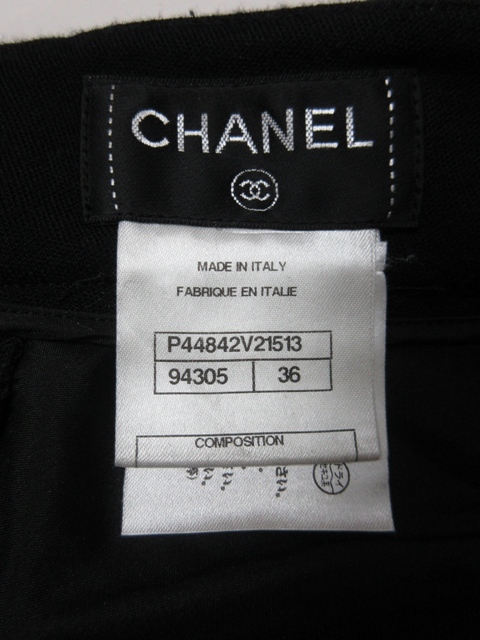 CHANEL
MADE IN ITALY
FABRIQUE EN ITALIE
P44842V21513
94305 36
COMPOSITION